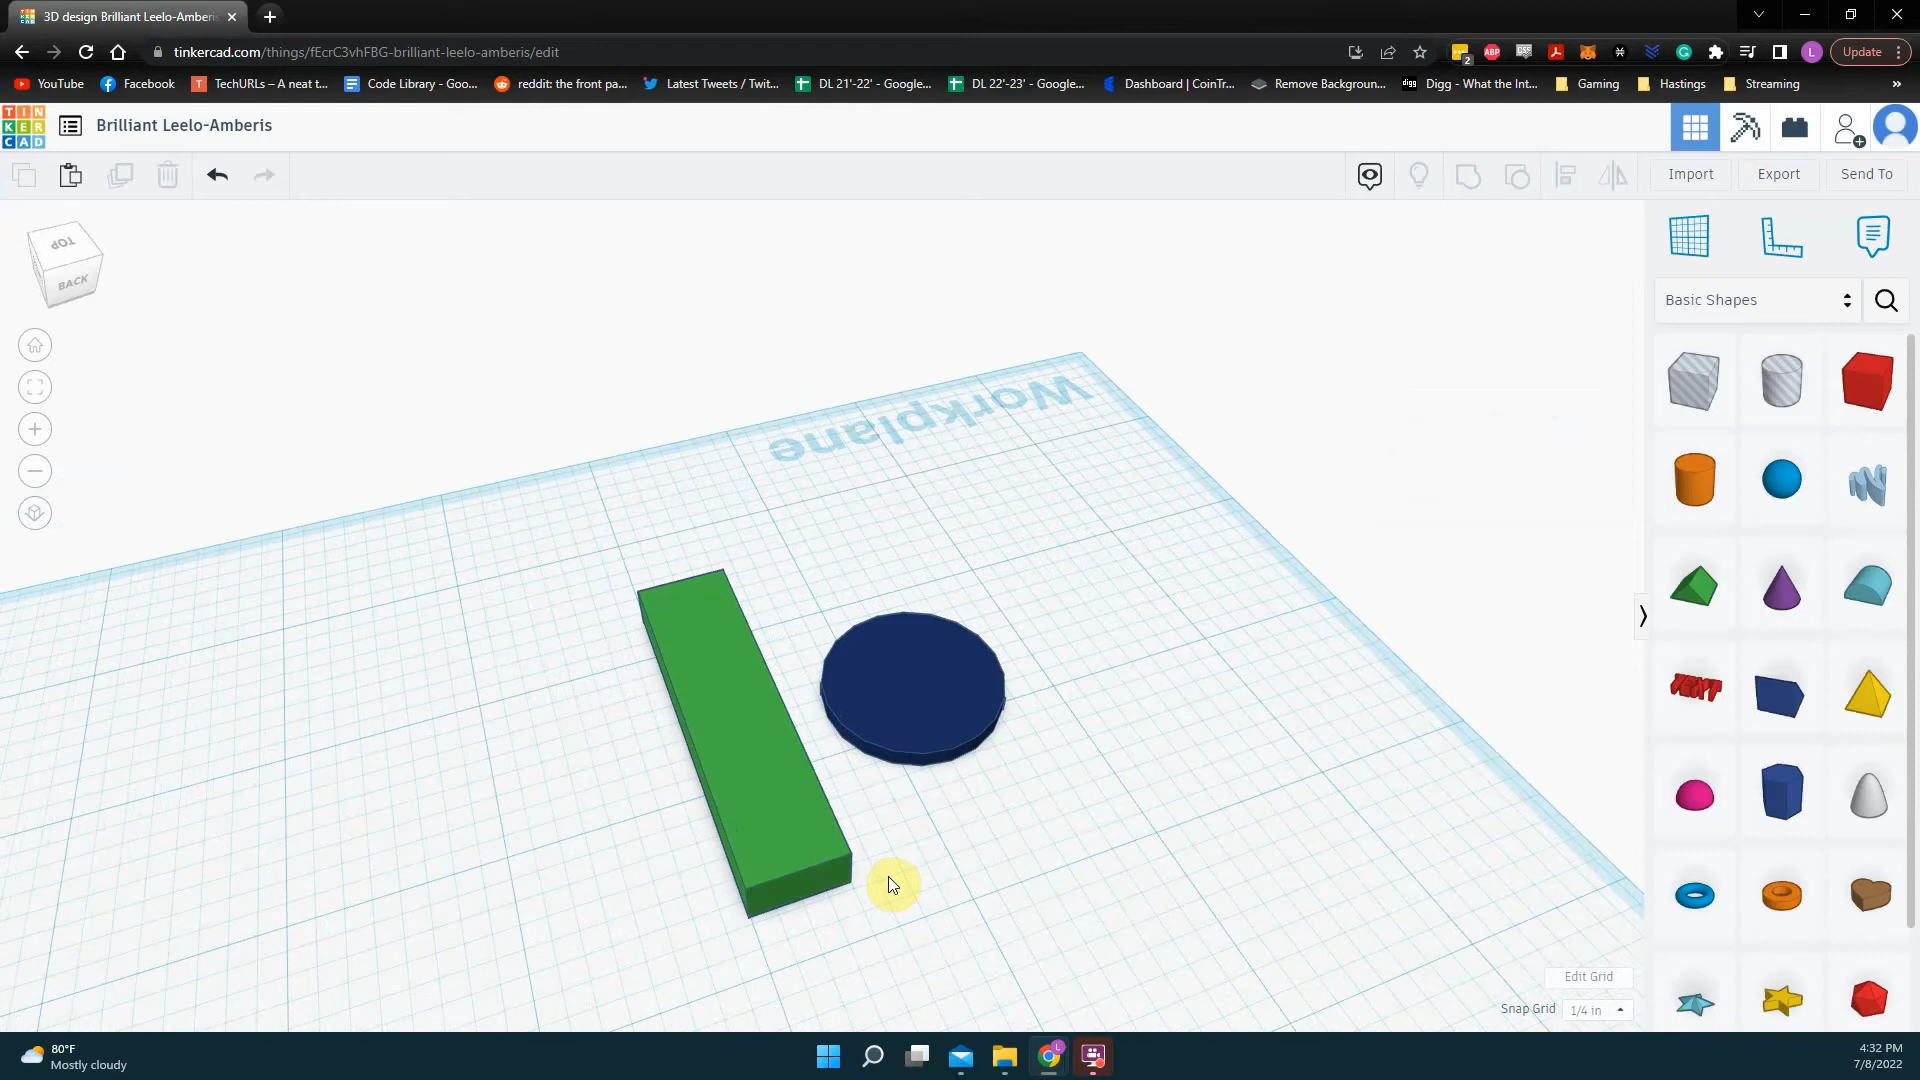 3D design Brilliant Leelo-Amberis
tinkercad.com/things/fEcrC3vhFBG-brilliant-leelo-amberis/edit
2
ABP
L
Update
YouTube
Facebook
T
TechURLs – A neat t...
Code Library - Goo...
reddit: the front pa...
Latest Tweets / Twit...
DL 21'-22' - Google...
DL 22'-23' - Google...
Dashboard | CoinTr...
Remove Backgroun...
digg
Digg - What the Int...
Gaming
Hastings
Streaming
»
TIN
KER
CAD
Brilliant Leelo-Amberis
Import
Export
Send To
TOP
BACK
Basic Shapes
Workplane
TEXT
Edit Grid
Snap Grid
1/4 in
80°F
Mostly cloudy
L
4:32 PM
7/8/2022